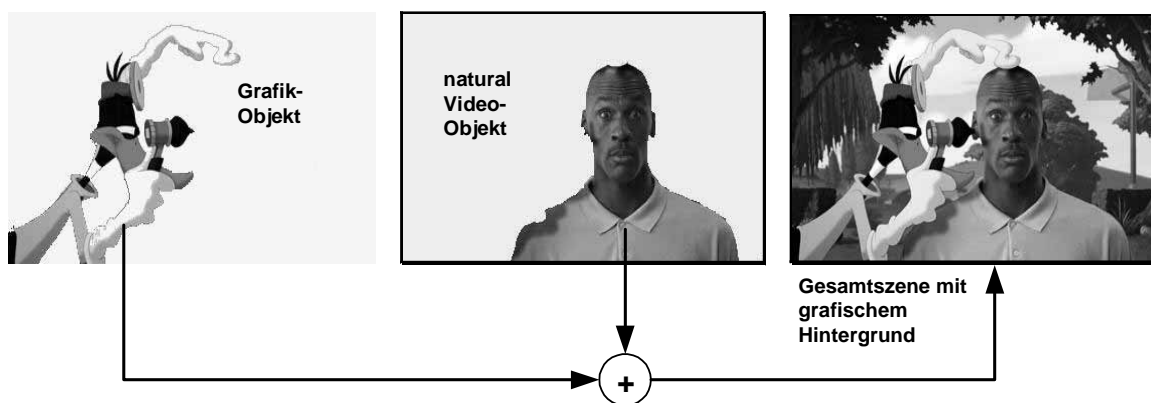 Grafik-
Objekt
natural
Video-
Objekt
Gesamtszene mit
grafischem
Hintergrund
+